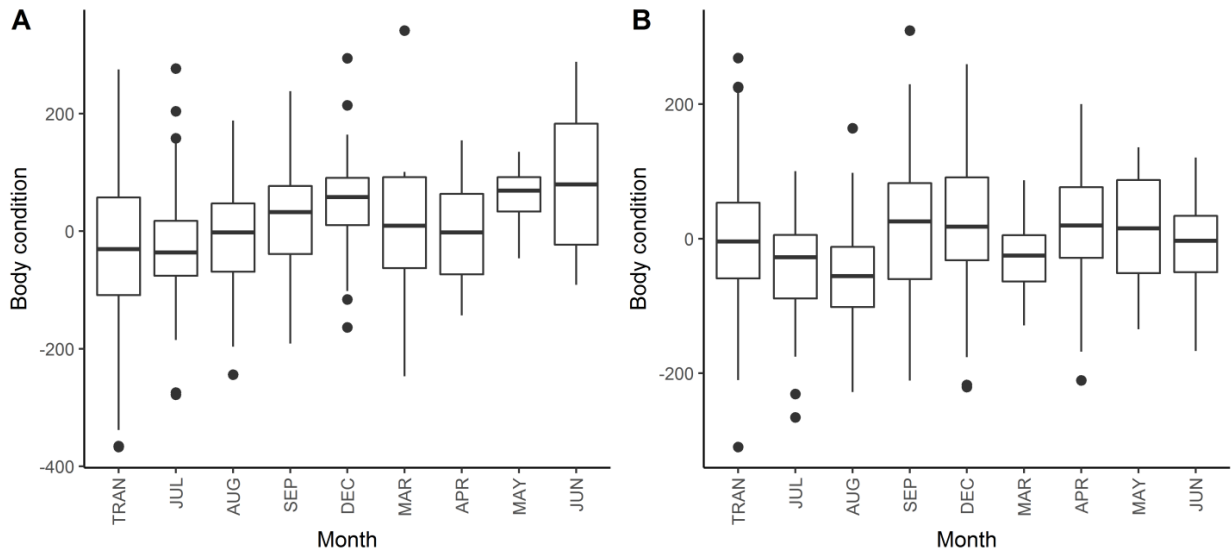 A
Body condition
200
0
-200
-400
TRAN
JUL
AUG
SEP
DEC
MAR
APR
MAY
JUN
Month
B
Body condition
200
0
-200
TRAN
JUL
AUG
SEP
DEC
MAR
APR
MAY
JUN
Month